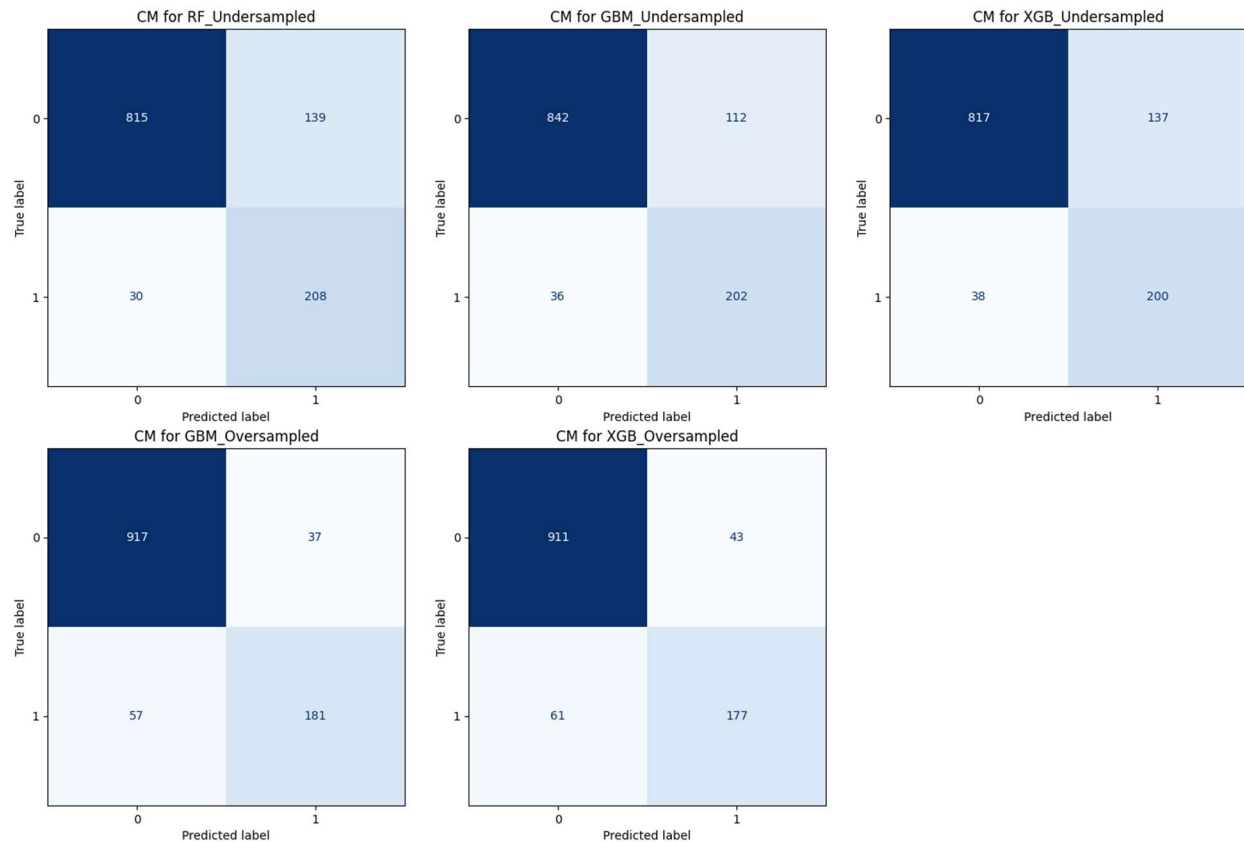 CM for RF_Undersampled
True label
0
815
139
1
30
208
0
1
Predicted label
CM for GBM_Undersampled
True label
0
842
112
1
36
202
0
1
Predicted label
CM for XGB_Undersampled
True label
0
817
137
1
38
200
0
1
Predicted label
CM for GBM_Oversampled
True label
0
917
37
1
57
181
0
1
Predicted label
CM for XGB_Oversampled
True label
0
911
43
1
61
177
0
1
Predicted label